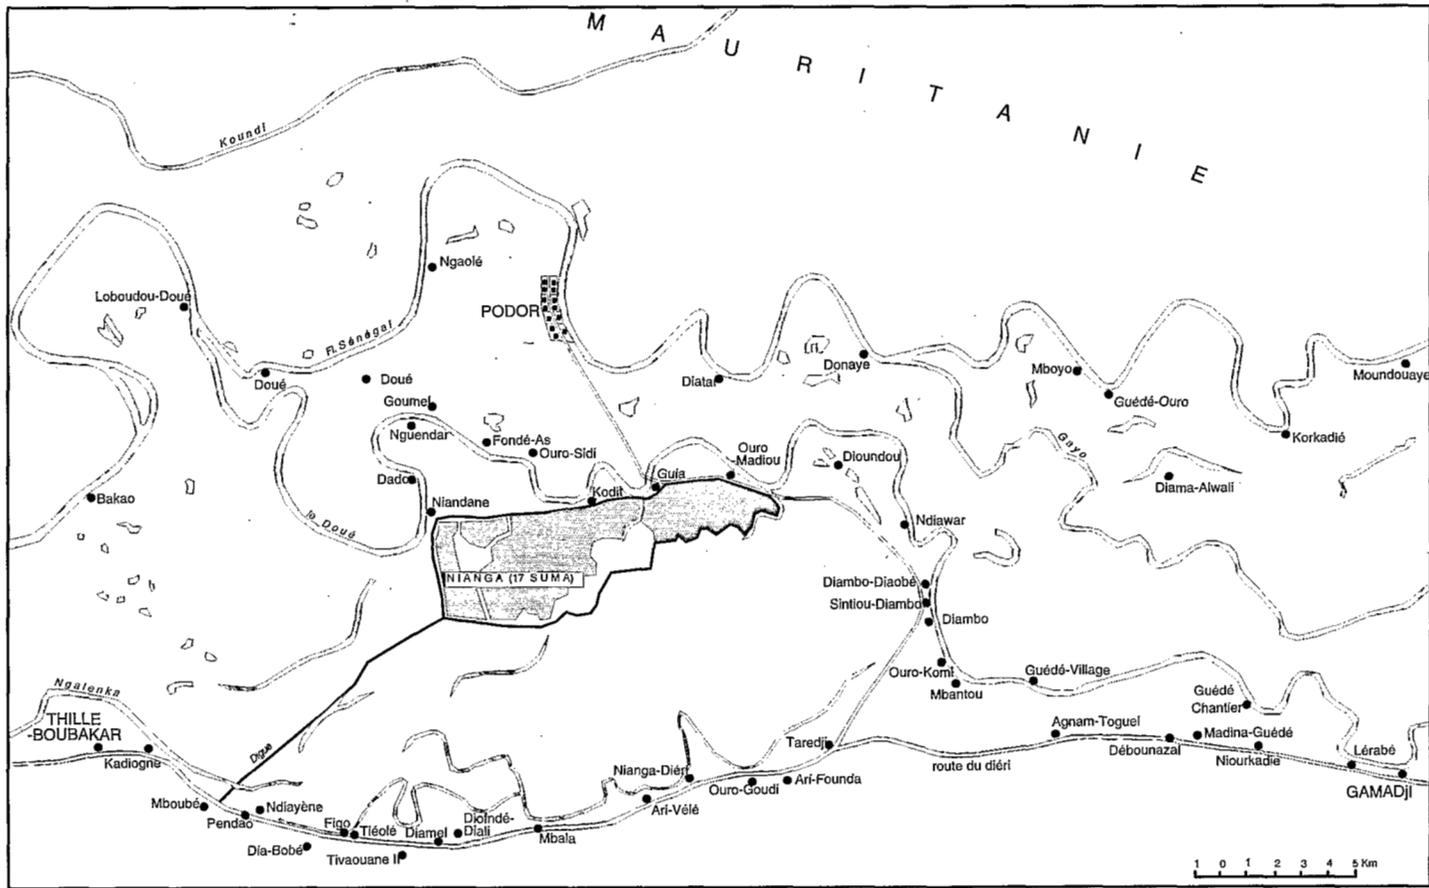 MAURITANIE
Koundi
Ngaolé
Loboudou-Doué
PODOR
Fl. Sénégal
Doué
Doué
Goumel
Nguendar
Fondé-As
Ouro-Sidi
Dado
Niandane
Bakao
le Doué
Kodit
Guia
Ouro
-Madiou
Diatal
Donaye
Dioundou
Mboyo
Guédé-Ouro
Moundouaye
Korkadié
Gayo
Diama-Alwali
Ndiawar
NIANGA (17 SUMA)
Diambo-Diaobé
Sintiou-Diambo
Diambo
Ouro-Komi
Mbantou
Guédé-Village
Guédé
Chantier
Ngalenka
THILLE
-BOUBAKAR
Kadiogne
Digue
Taredji
Agnam-Toguel
Débounazal
Madina-Guédé
Niourkadie
Lérabé
GAMADJI
route du diéri
Nianga-Diéri
Ouro-Goudi
Ari-Founda
Ari-Vélé
Mboubé
Ndiayène
Pendao
Figo
Tiéolé
Diamel
Dioindé-
Diali
Mbala
Dia-Bobé
Tivaouane II
1 0 1 2 3 4 5 Km